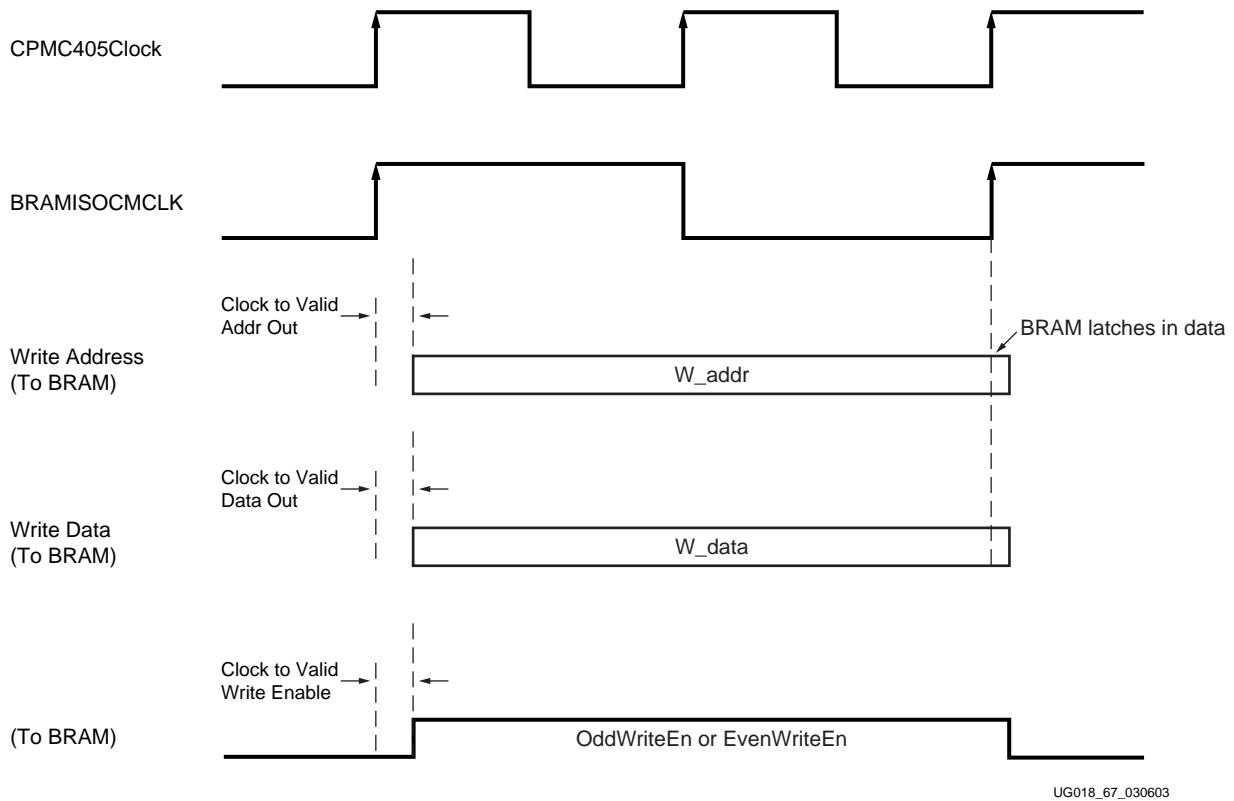 CPMC405Clock
BRAMISOCMCLK
Clock to Valid
Addr Out
BRAM latches in data
Write Address
(To BRAM)
W_addr
Clock to Valid
Data Out
Write Data
(To BRAM)
W_data
Clock to Valid
Write Enable
(To BRAM)
OddWriteEn or EvenWriteEn
UG018_67_030603